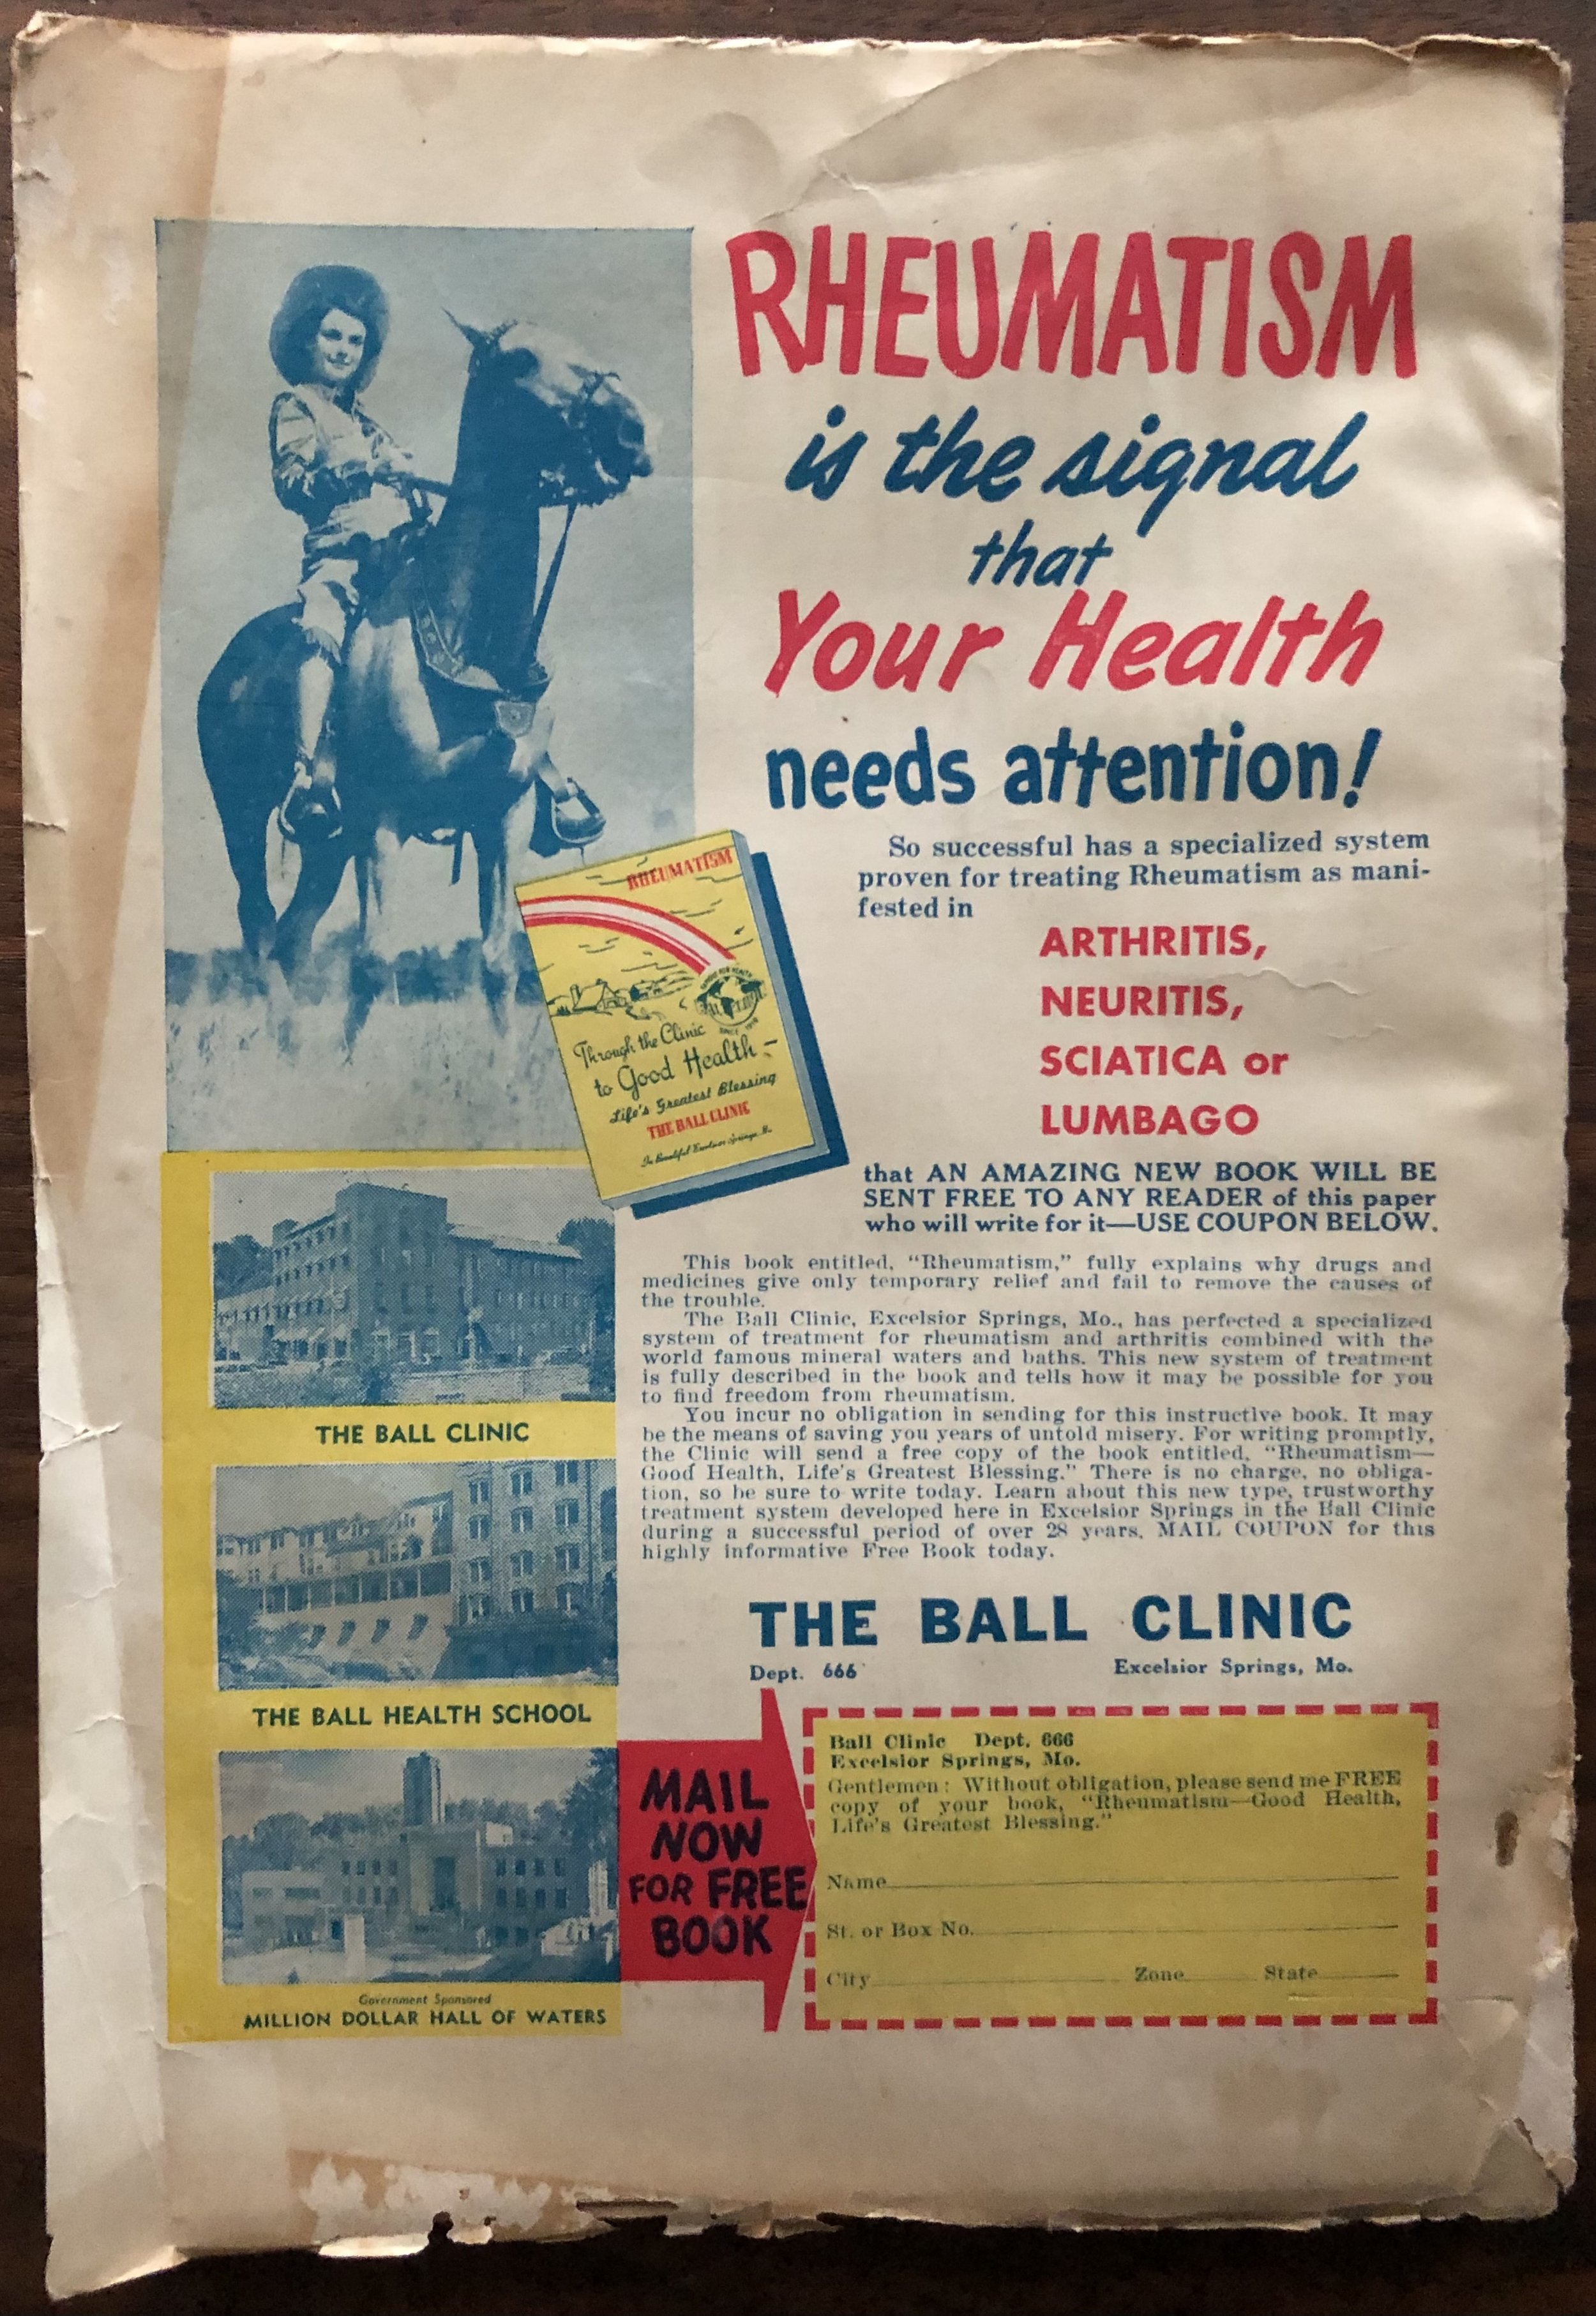 RHEUMATISM
is the signal
that
Your Health
needs attention!
So successful has a specialized system
proven for treating Rheumatism as mani-
fested in
ARTHRITIS,
NEURITIS,
SCIATICA or
LUMBAGO
that AN AMAZING NEW BOOK WILL BE
SENT FREE TO ANY READER of this paper
who will write for it—USE COUPON BELOW.
RHEUMATISM
FOR HEALTH
SINCE 1919
Through the Clinic
to Good Health —
Life's Greatest Blessing
THE BALL CLINIC
In Beautiful Excelsior Springs, Mo.
This book entitled, “Rheumatism,” fully explains why drugs and
medicines give only temporary relief and fail to remove the causes of
the trouble.
The Ball Clinic, Excelsior Springs, Mo., has perfected a specialized
system of treatment for rheumatism and arthritis combined with the
world famous mineral waters and baths. This new system of treatment
is fully described in the book and tells how it may be possible for you
to find freedom from rheumatism.
You incur no obligation in sending for this instructive book. It may
be the means of saving you years of untold misery. For writing promptly,
the Clinic will send a free copy of the book entitled, “Rheumatism—
Good Health, Life's Greatest Blessing.” There is no charge, no obliga-
tion, so be sure to write today. Learn about this new type, trustworthy
treatment system developed here in Excelsior Springs in the Ball Clinic
during a successful period of over 28 years. MAIL COUPON for this
highly informative Free Book today.
THE BALL CLINIC
Dept. 666 Excelsior Springs, Mo.
THE BALL CLINIC
THE BALL HEALTH SCHOOL
Government Sponsored
MILLION DOLLAR HALL OF WATERS
MAIL
NOW
FOR FREE
BOOK
Ball Clinic Dept. 666
Excelsior Springs, Mo.
Gentlemen: Without obligation, please send me FREE
copy of your book, “Rheumatism—Good Health,
Life's Greatest Blessing.”
Name
St. or Box No.
City Zone State